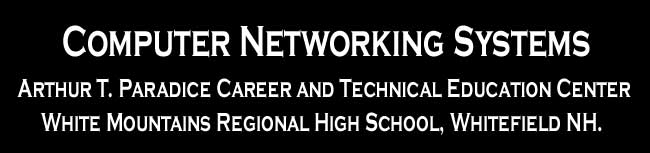 Computer Networking Systems
Arthur T. Paradice Career and Technical Education Center
White Mountains Regional High School, Whitefield NH.